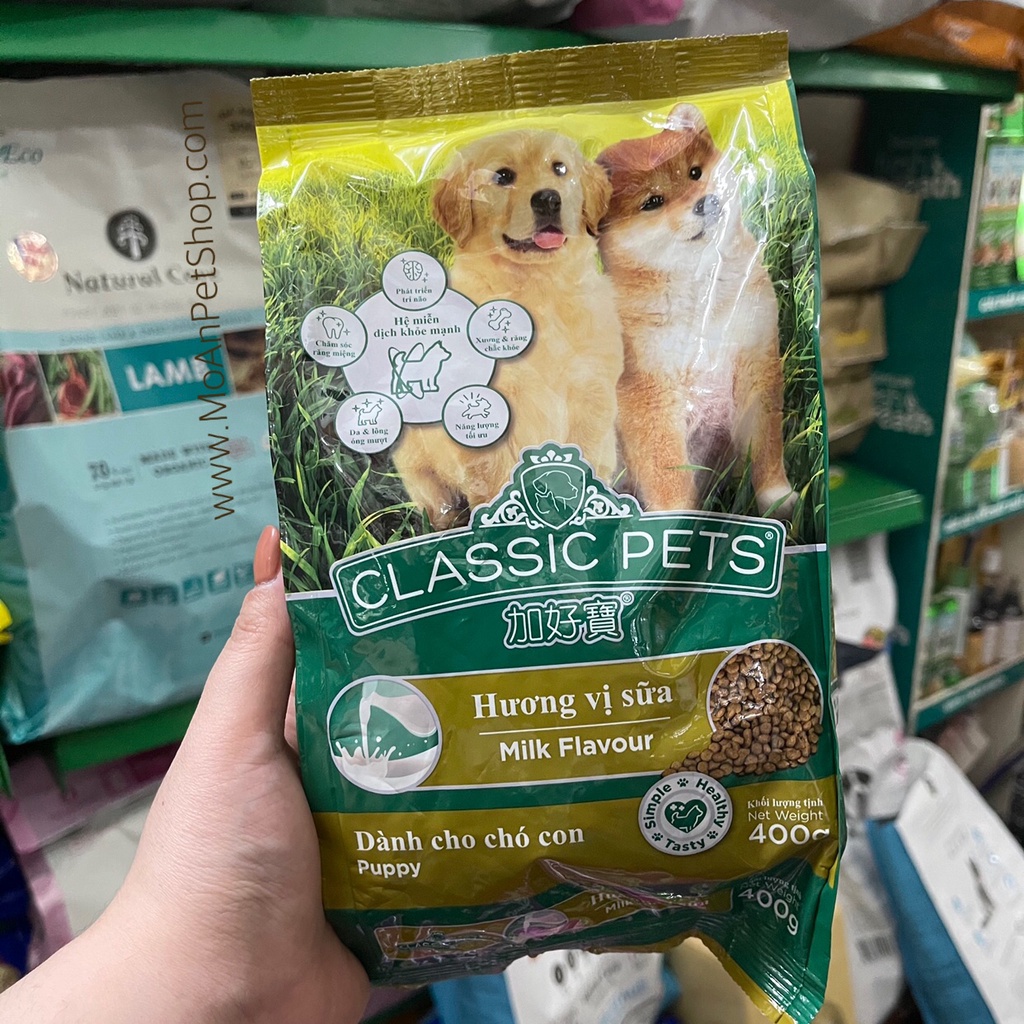 www.MoAnPetShop.com
Eco
Natural Co
LAMB
Phát triển
trí não
Hệ miễn
dịch khỏe mạnh
Chăm sóc
răng miệng
Xương & răng
chắc khỏe
Da & lông
óng mượt
Năng lượng
tối ưu
CLASSIC PETS®
加好寶®
Hương vị sữa
Milk Flavour
Simple Healthy Tasty
Khối lượng tịnh
Net Weight
400g
Dành cho chó con
Puppy
400g